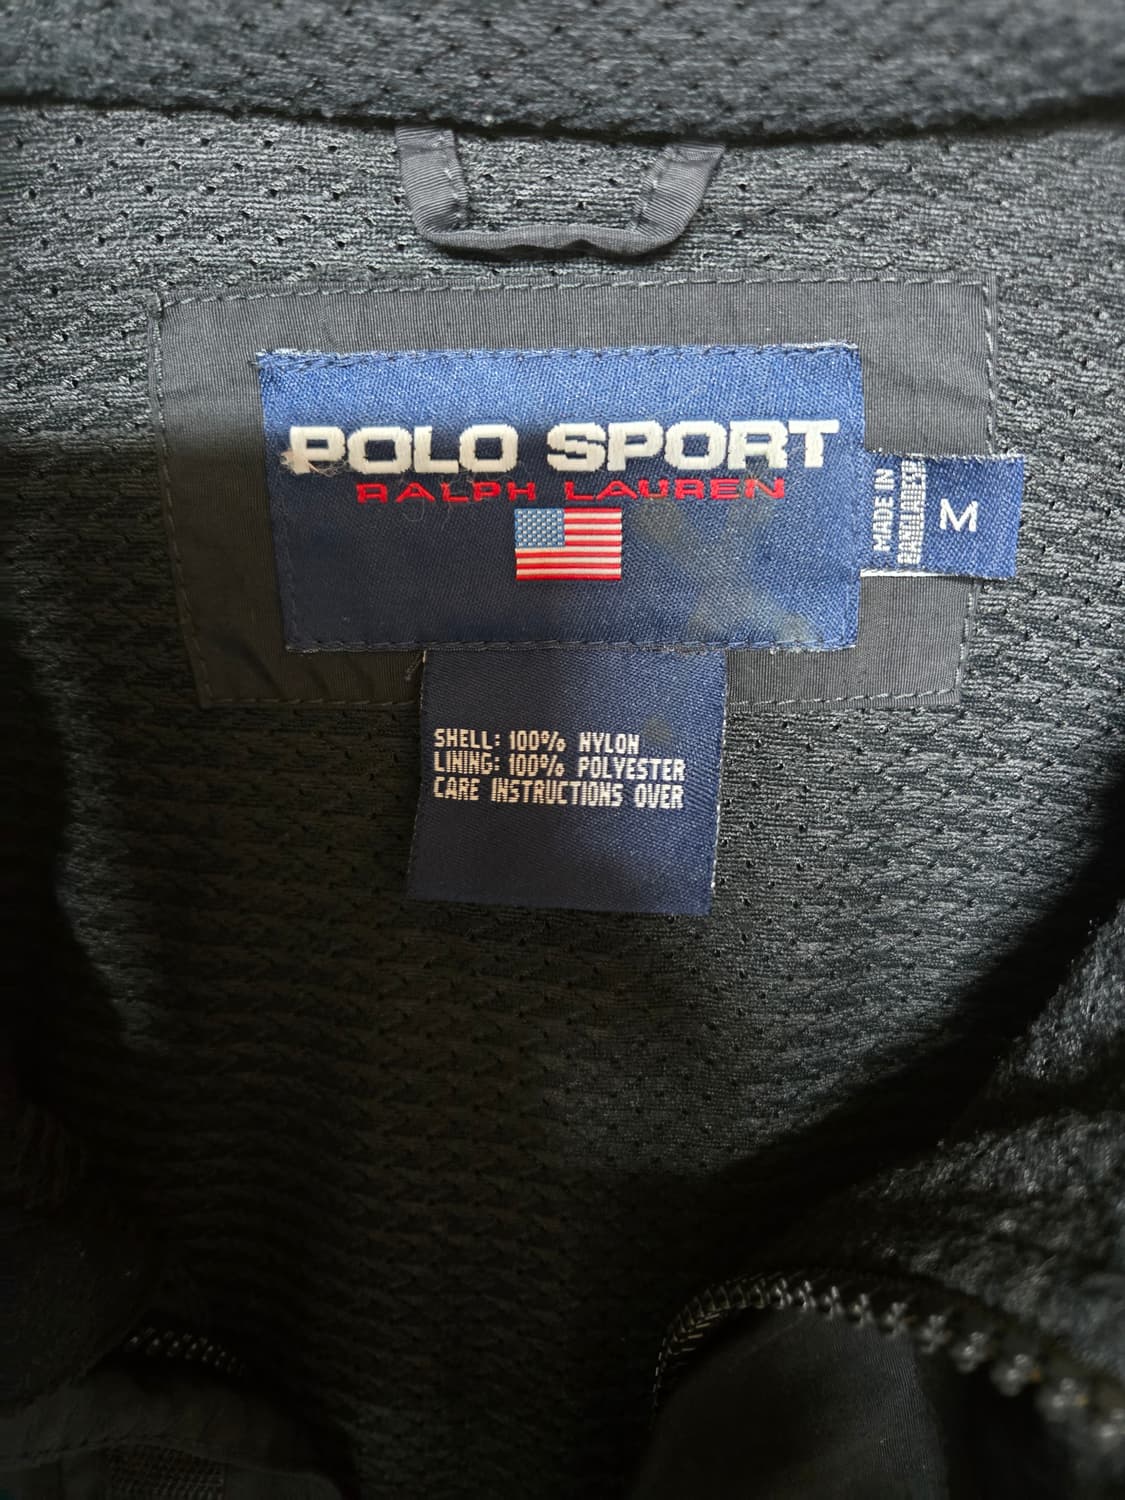 POLO SPORT
RALPH LAUREN
MADE IN
M
SHELL: 100% NYLON
LINING: 100% POLYESTER
CARE INSTRUCTIONS OVER